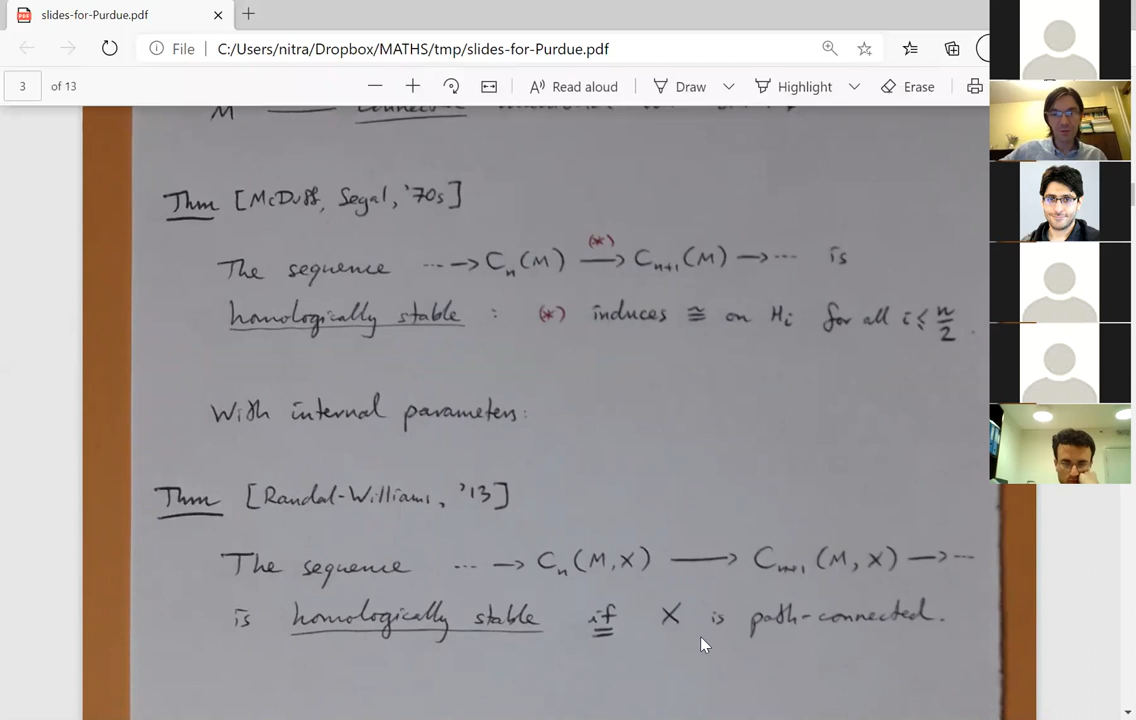 slides-for-Purdue.pdf
File C:/Users/nitra/Dropbox/MATHS/tmp/slides-for-Purdue.pdf
3 of 13 Read aloud Draw Highlight Erase
M connected
Thm [McDuff, Segal, '70s]
The sequence ... → Cₙ(M) →(*) Cₙ₊₁(M) → ... is
homologically stable : (*) induces ≅ on Hᵢ for all i ≤ n/2.
With internal parameters:
Thm [Randal-Williams, '13]
The sequence ... → Cₙ(M,X) → Cₙ₊₁(M,X) → ...
is homologically stable if X is path-connected.